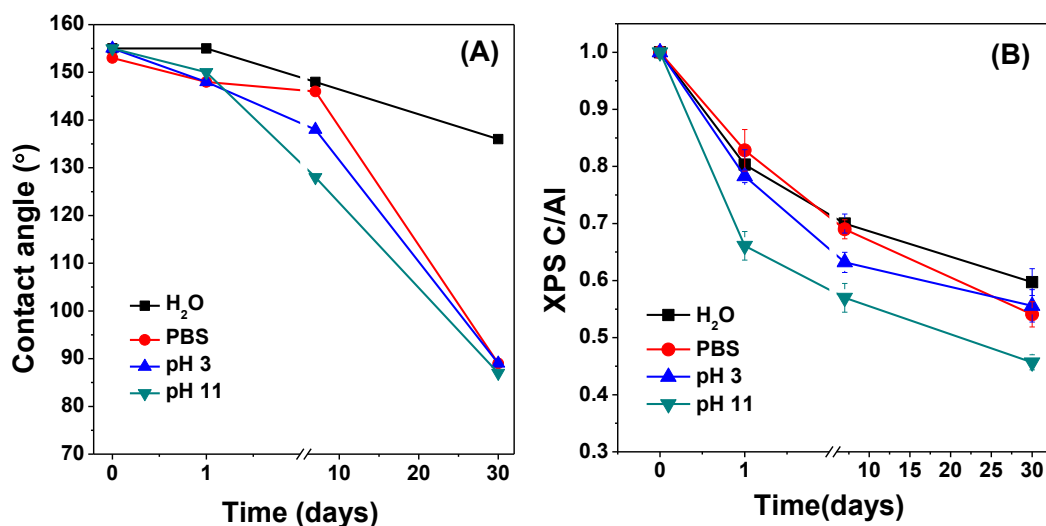 (A)
Contact angle (°)
160
150
140
130
120
110
100
90
80
70
H₂O
PBS
pH 3
pH 11
0 1 10 20 30
Time (days)
(B)
XPS C/Al
1.0
0.9
0.8
0.7
0.6
0.5
0.4
0.3
H₂O
PBS
pH 3
pH 11
0 1 10 15 20 25 30
Time(days)